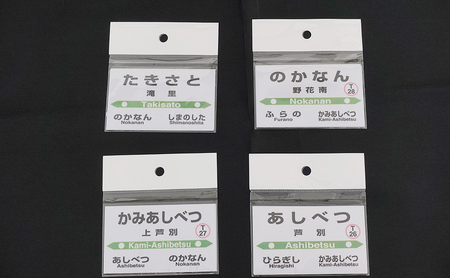 たきさと
滝里
Takisato
のかなん しまのした
Nokanan Shimanoshita
のかなん
野花南
T
28
Nokanan
ふらの かみあしべつ
Furano Kami-Ashibetsu
かみあしべつ
上芦別
T
27
Kami-Ashibetsu
あしべつ のかなん
Ashibetsu Nokanan
あしべつ
芦別
T
26
Ashibetsu
ひらぎし かみあしべつ
Hiragishi Kami-Ashibetsu